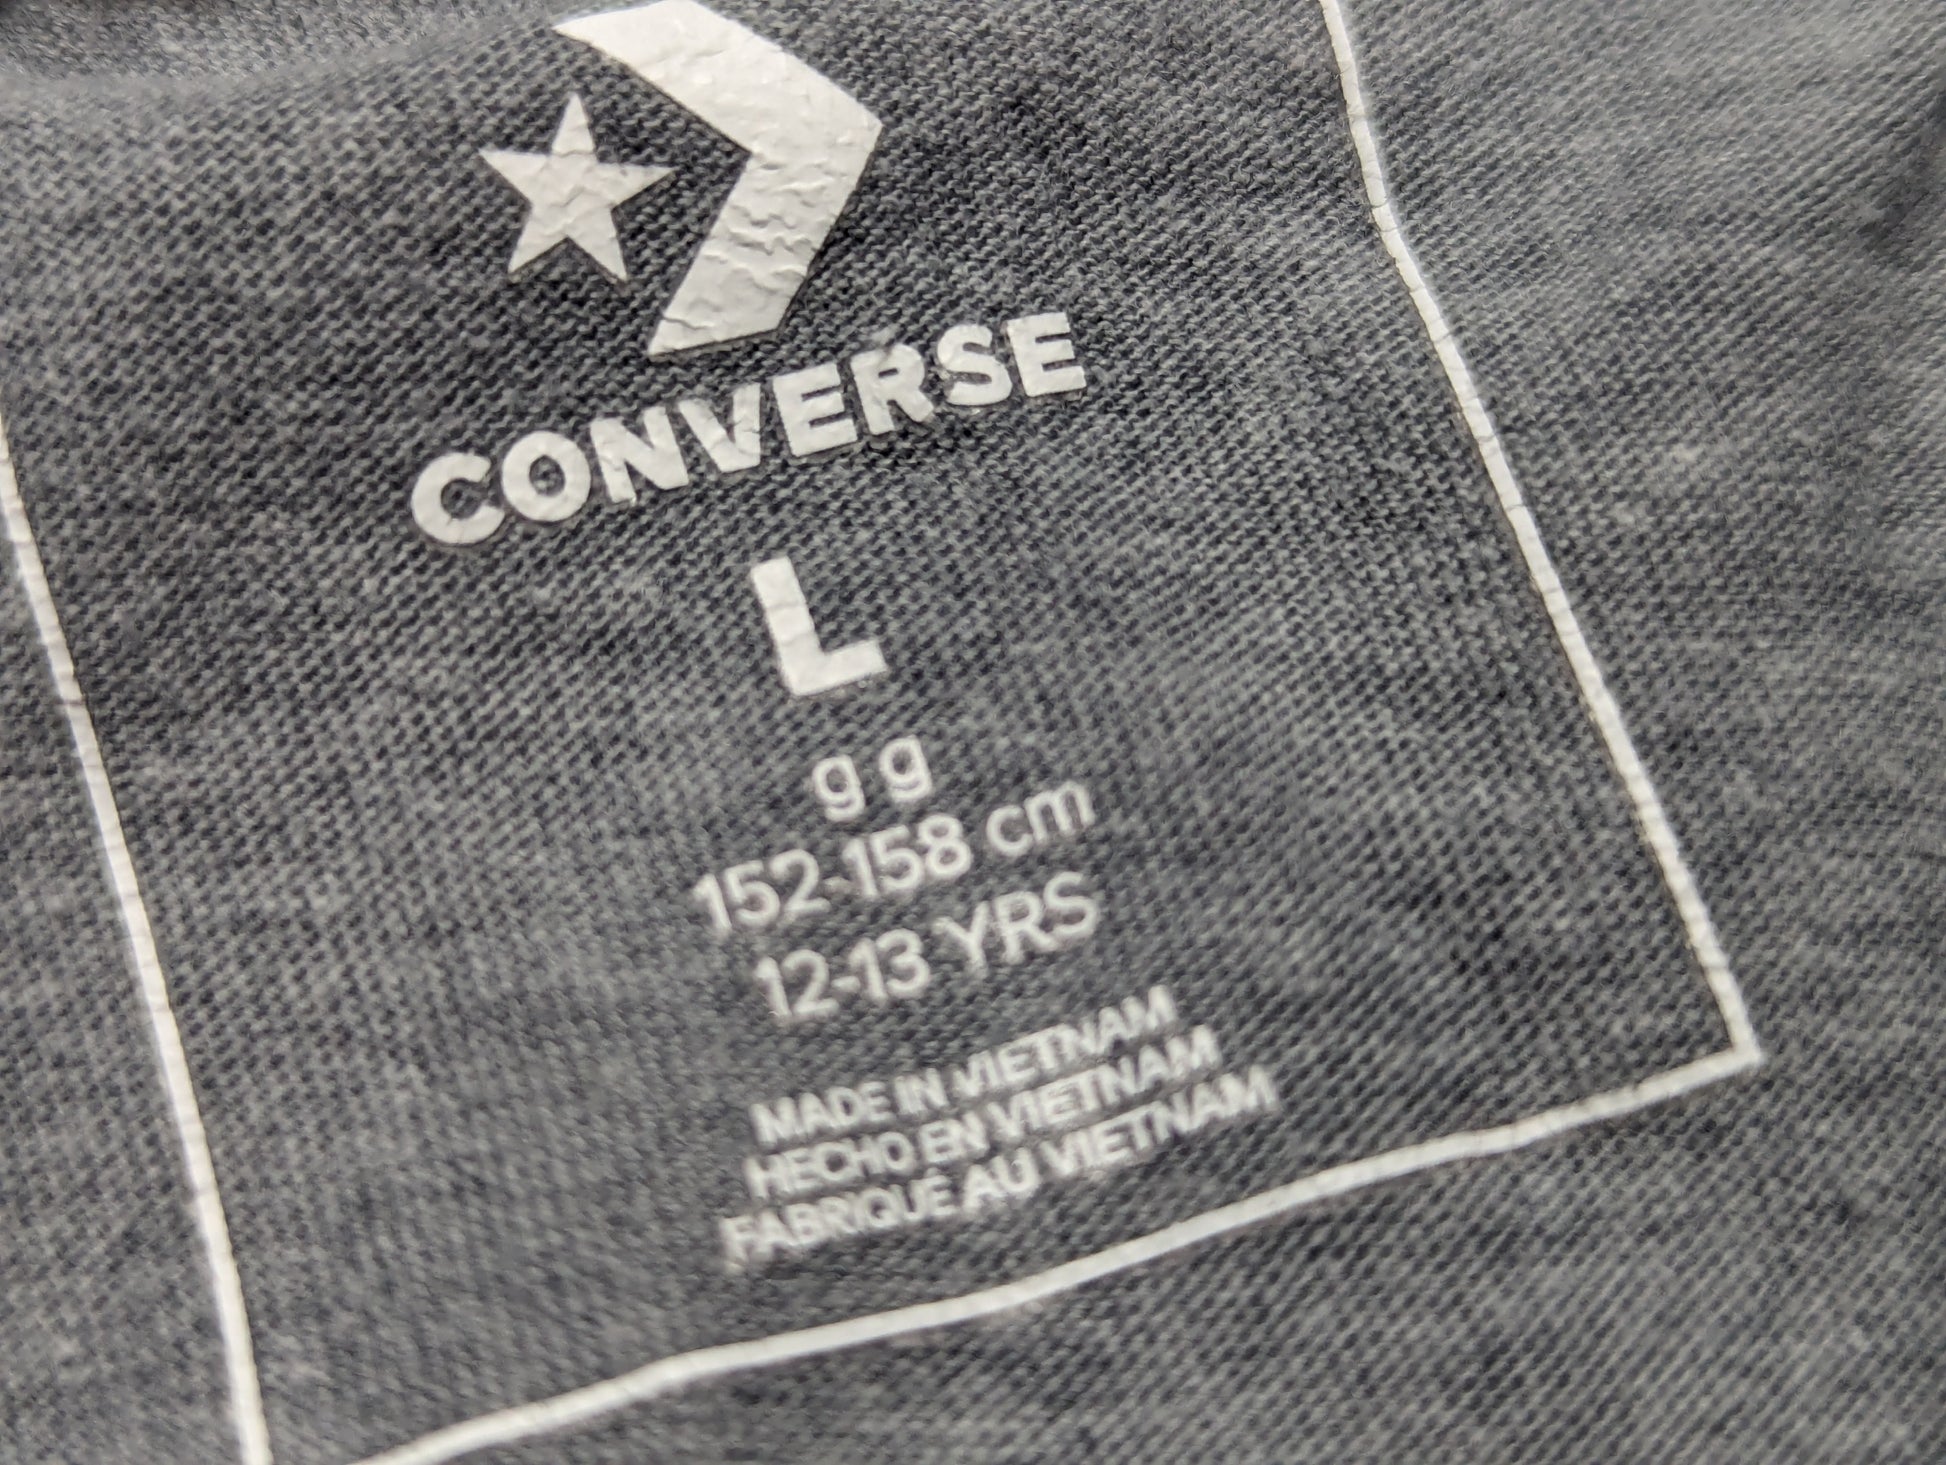 CONVERSE
L
g g
152-158 cm
12-13 YRS
MADE IN VIETNAM
HECHO EN VIETNAM
FABRIQUÉ AU VIETNAM